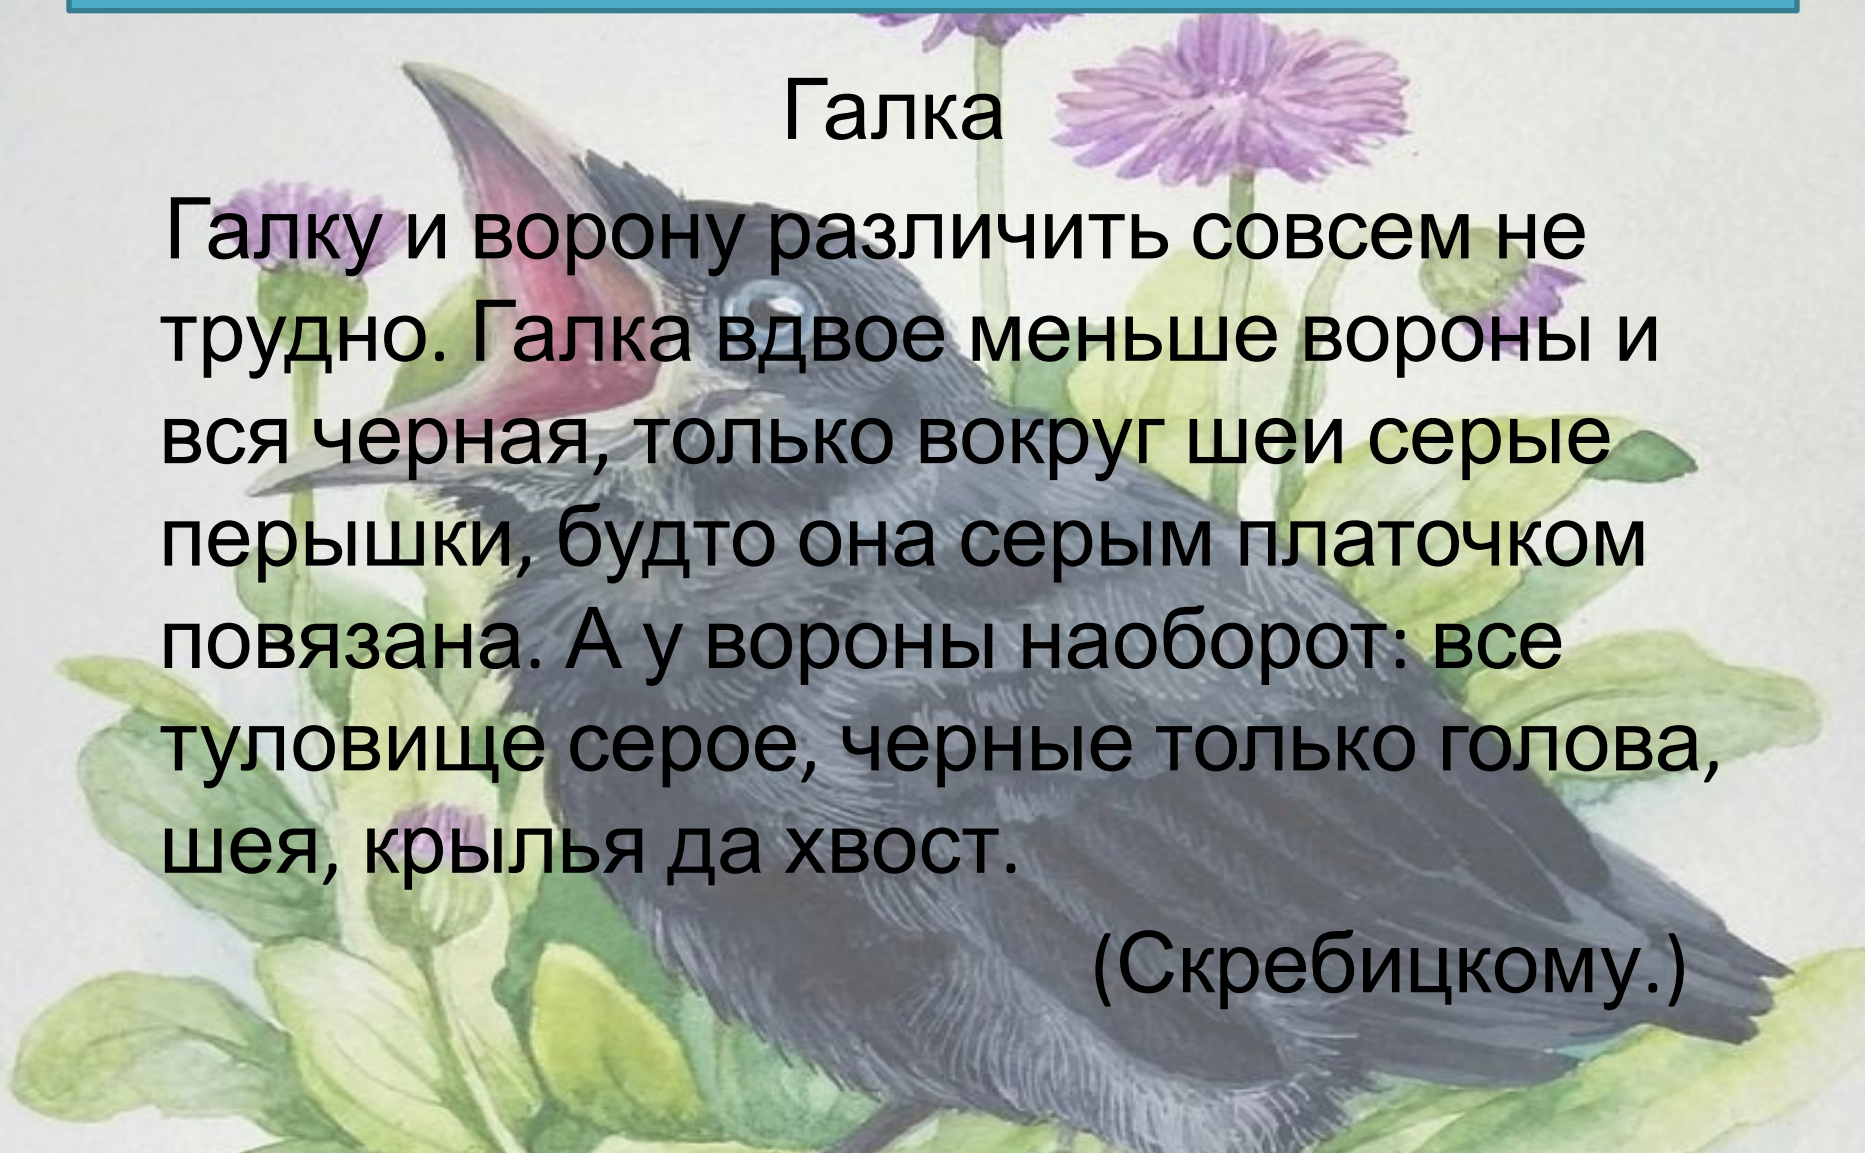 Галка
Галку и ворону различить совсем не
трудно. Галка вдвое меньше вороны и
вся черная, только вокруг шеи серые
перышки, будто она серым платочком
повязана. А у вороны наоборот: все
туловище серое, черные только голова,
шея, крылья да хвост.
(Скребицкому.)